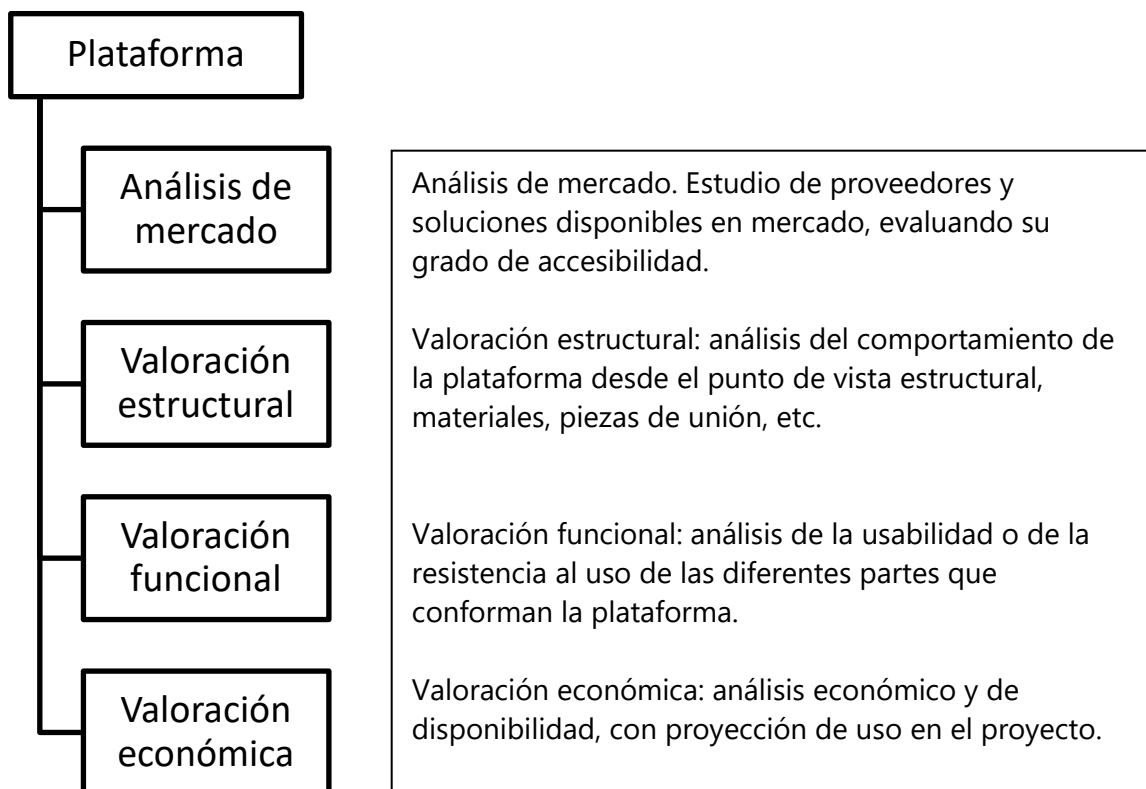 Plataforma
Análisis de
mercado
Análisis de mercado. Estudio de proveedores y
soluciones disponibles en mercado, evaluando su
grado de accesibilidad.
Valoración
estructural
Valoración estructural: análisis del comportamiento de
la plataforma desde el punto de vista estructural,
materiales, piezas de unión, etc.
Valoración
funcional
Valoración funcional: análisis de la usabilidad o de la
resistencia al uso de las diferentes partes que
conforman la plataforma.
Valoración
económica
Valoración económica: análisis económico y de
disponibilidad, con proyección de uso en el proyecto.